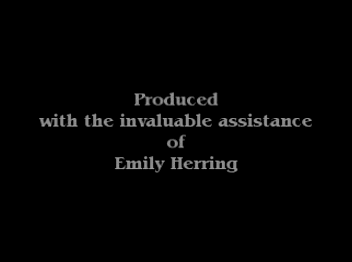 Produced
with the invaluable assistance
of
Emily Herring